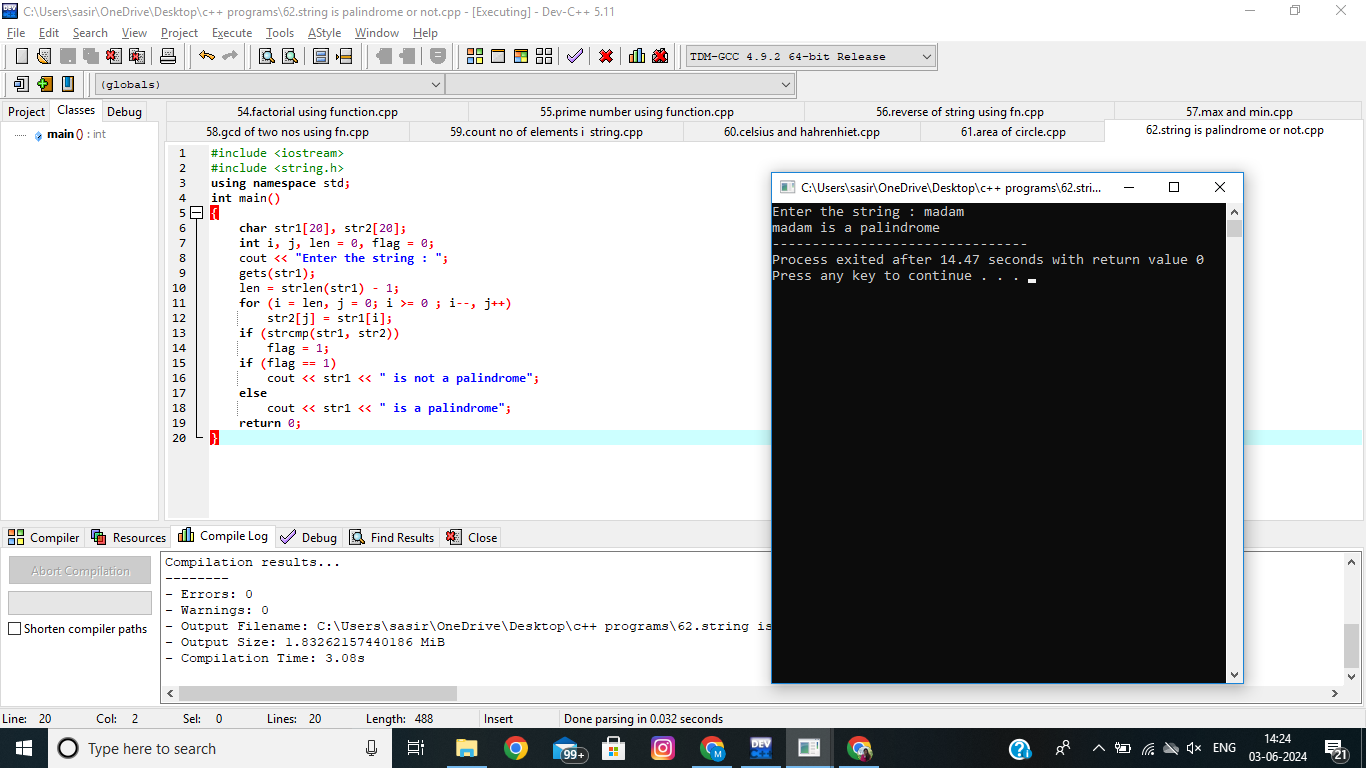 C:\Users\sasir\OneDrive\Desktop\c++ programs\62.string is palindrome or not.cpp - [Executing] - Dev-C++ 5.11
File Edit Search View Project Execute Tools AStyle Window Help
TDM-GCC 4.9.2 64-bit Release
(globals)
Project Classes Debug
54.factorial using function.cpp 55.prime number using function.cpp 56.reverse of string using fn.cpp 57.max and min.cpp
58.gcd of two nos using fn.cpp 59.count no of elements i string.cpp 60.celsius and hahrenhiet.cpp 61.area of circle.cpp 62.string is palindrome or not.cpp
main () : int
1 #include <iostream>
2 #include <string.h>
3 using namespace std;
4 int main()
5 {
6 char str1[20], str2[20];
7 int i, j, len = 0, flag = 0;
8 cout << "Enter the string : ";
9 gets(str1);
10 len = strlen(str1) - 1;
11 for (i = len, j = 0; i >= 0 ; i--, j++)
12 str2[j] = str1[i];
13 if (strcmp(str1, str2))
14 flag = 1;
15 if (flag == 1)
16 cout << str1 << " is not a palindrome";
17 else
18 cout << str1 << " is a palindrome";
19 return 0;
20 }
C:\Users\sasir\OneDrive\Desktop\c++ programs\62.stri...
Enter the string : madam
madam is a palindrome
--------------------------------
Process exited after 14.47 seconds with return value 0
Press any key to continue . . .
Compiler Resources Compile Log Debug Find Results Close
Abort Compilation
Shorten compiler paths
Compilation results...
--------
- Errors: 0
- Warnings: 0
- Output Filename: C:\Users\sasir\OneDrive\Desktop\c++ programs\62.string is
- Output Size: 1.83262157440186 MiB
- Compilation Time: 3.08s
Line: 20 Col: 2 Sel: 0 Lines: 20 Length: 488 Insert Done parsing in 0.032 seconds
Type here to search
99+
M
DEV
ENG
14:24
03-06-2024
21